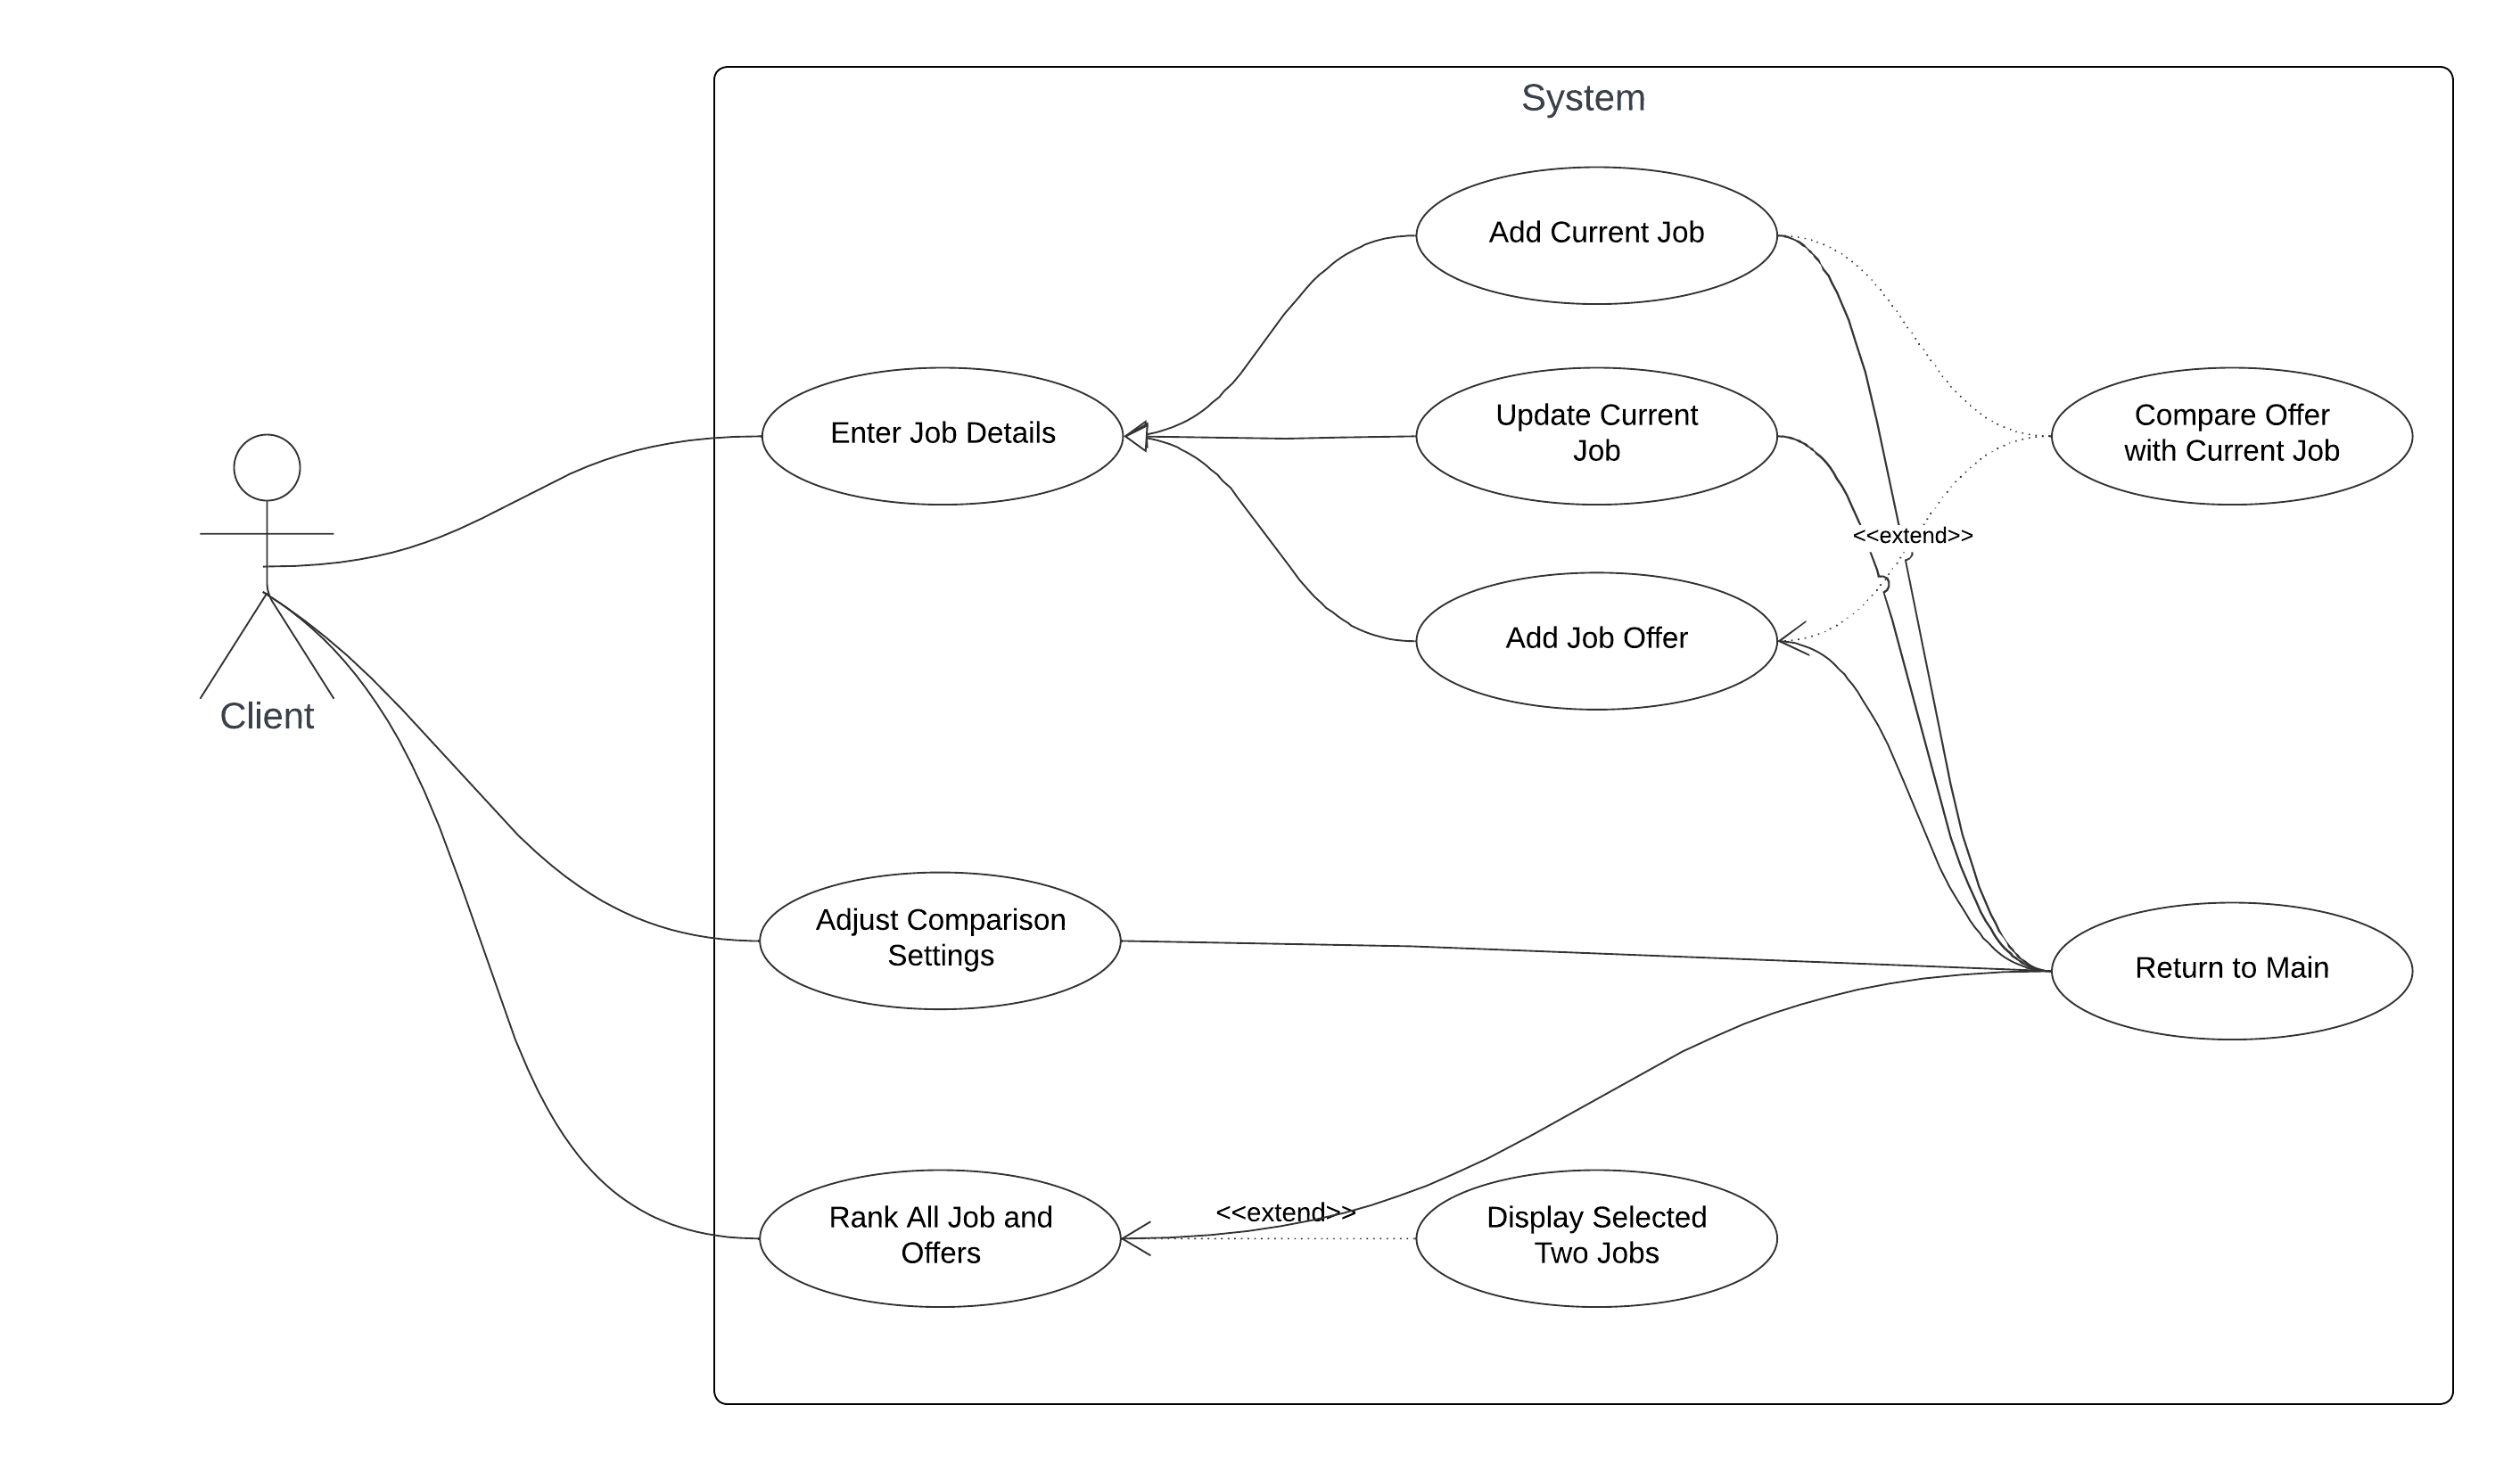 System
Add Current Job
Enter Job Details
Update Current
Job
Compare Offer
with Current Job
<<extend>>
Add Job Offer
Client
Adjust Comparison
Settings
Return to Main
Rank All Job and
Offers
<<extend>>
Display Selected
Two Jobs